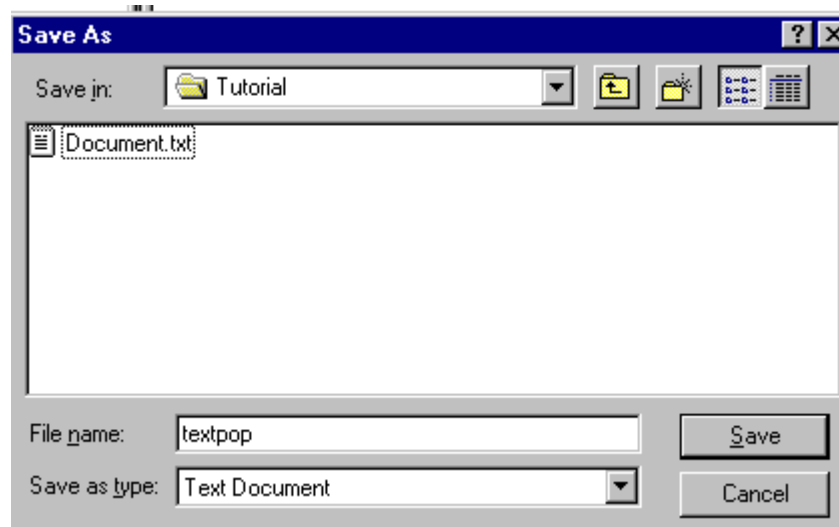 Save As
Save in: Tutorial
Document.txt
File name: textpop Save
Save as type: Text Document Cancel